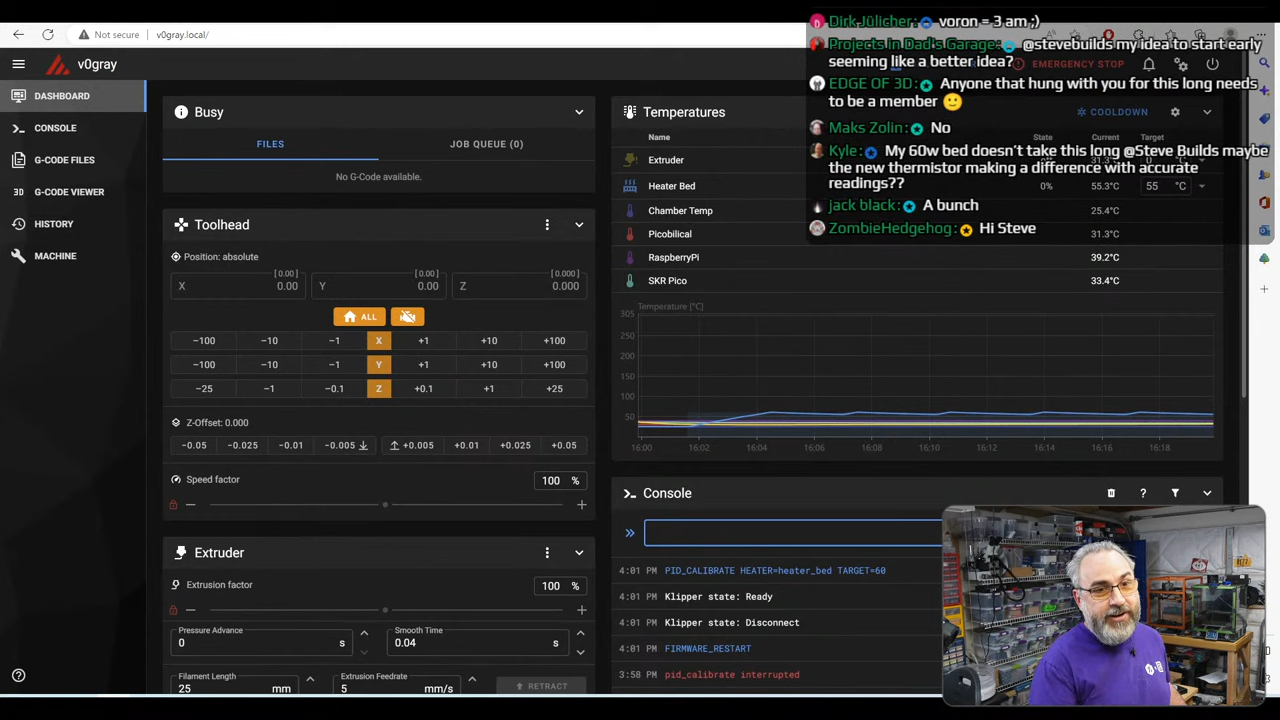 Not secure
v0gray.local/
v0gray
DASHBOARD
CONSOLE
G-CODE FILES
3D G-CODE VIEWER
HISTORY
MACHINE
Busy
FILES
JOB QUEUE (0)
No G-Code available.
Toolhead
Position: absolute
X [0.00] 0.00
Y [0.00] 0.00
Z [0.000] 0.000
ALL
−100 −10 −1 X +1 +10 +100
−100 −10 −1 Y +1 +10 +100
−25 −1 −0.1 Z +0.1 +1 +25
Z-Offset: 0.000
−0.05 −0.025 −0.01 −0.005 +0.005 +0.01 +0.025 +0.05
Speed factor
100 %
Extruder
Extrusion factor
100 %
Pressure Advance
0 s
Smooth Time
0.04 s
Filament Length
25 mm
Extrusion Feedrate
5 mm/s
RETRACT
EMERGENCY STOP
Temperatures
COOLDOWN
Name State Current Target
Extruder 31.3
Heater Bed 0% 55.3°C 55 °C
Chamber Temp 25.4°C
Picobilical 31.3°C
RaspberryPi 39.2°C
SKR Pico 33.4°C
Temperature [°C]
305
250
200
150
100
50
16:00 16:02 16:04 16:06 16:08 16:10 16:12 16:14 16:16 16:18
Console
4:01 PM PID_CALIBRATE HEATER=heater_bed TARGET=60
4:01 PM Klipper state: Ready
4:01 PM Klipper state: Disconnect
4:01 PM FIRMWARE_RESTART
3:58 PM pid_calibrate interrupted
Dirk Jülicher: voron = 3 am ;)
Projects In Dad's Garage: @stevebuilds my idea to start early
seeming like a better idea?
EDGE OF 3D: Anyone that hung with you for this long needs
to be a member
Maks Zolin: No
Kyle: My 60w bed doesn't take this long @Steve Builds maybe
the new thermistor making a difference with accurate
readings??
jack black: A bunch
ZombieHedgehog: Hi Steve